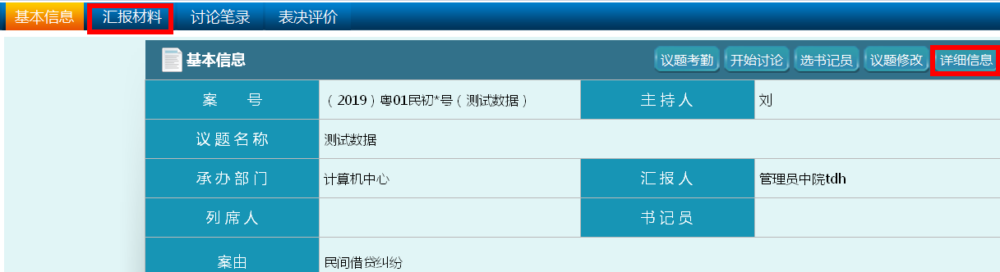 基本信息 汇报材料 讨论笔录 表决评价
基本信息 议题考勤 开始讨论 选书记员 议题修改 详细信息
案 号 （2019）粤01民初*号（测试数据） 主持人 刘
议题名称 测试数据
承办部门 计算机中心 汇报人 管理员中院tdh
列席人 书记员
案由 民间借贷纠纷